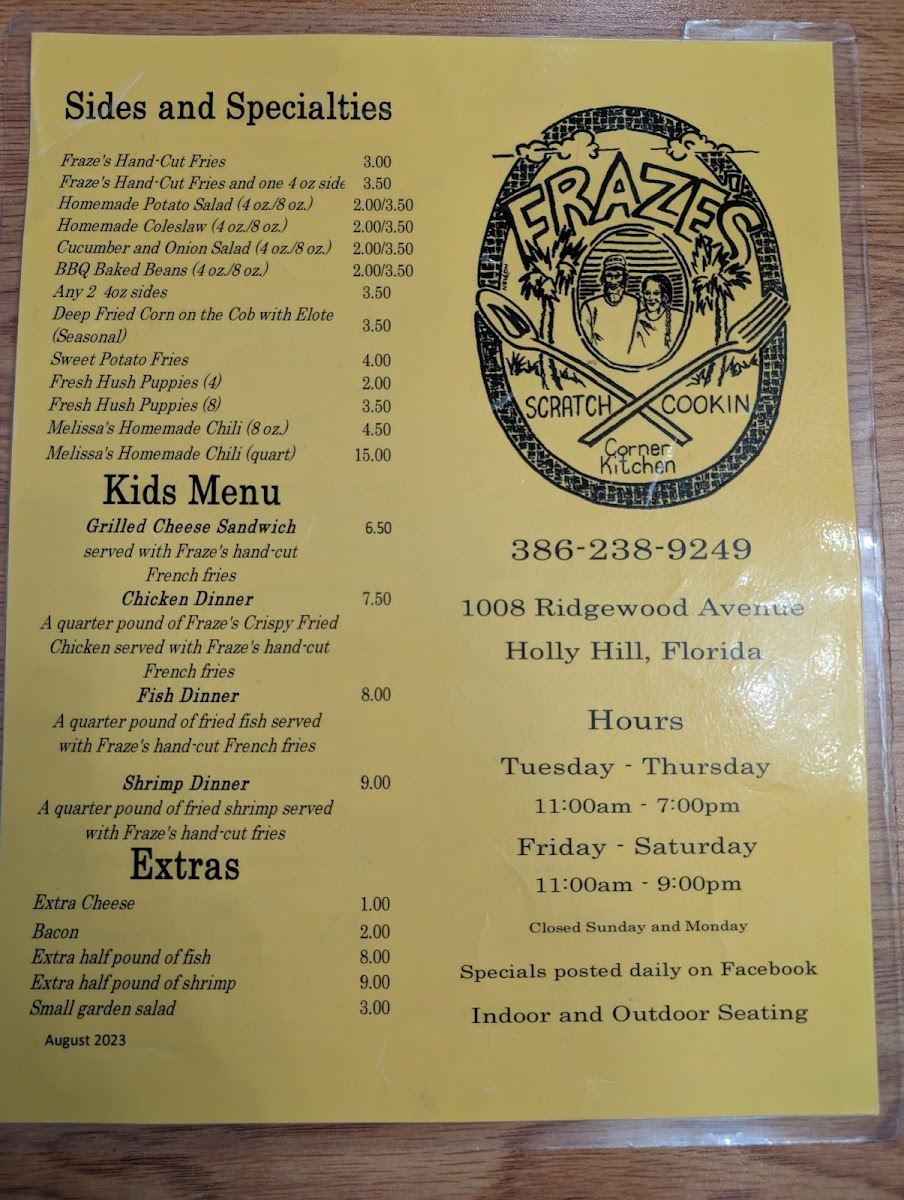 Sides and Specialties
Fraze's Hand-Cut Fries 3.00
Fraze's Hand-Cut Fries and one 4 oz side 3.50
Homemade Potato Salad (4 oz./8 oz.) 2.00/3.50
Homemade Coleslaw (4 oz./8 oz.) 2.00/3.50
Cucumber and Onion Salad (4 oz./8 oz.) 2.00/3.50
BBQ Baked Beans (4 oz./8 oz.) 2.00/3.50
Any 2 4oz sides 3.50
Deep Fried Corn on the Cob with Elote
(Seasonal) 3.50
Sweet Potato Fries 4.00
Fresh Hush Puppies (4) 2.00
Fresh Hush Puppies (8) 3.50
Melissa's Homemade Chili (8 oz.) 4.50
Melissa's Homemade Chili (quart) 15.00
Kids Menu
Grilled Cheese Sandwich 6.50
served with Fraze's hand-cut
French fries
Chicken Dinner 7.50
A quarter pound of Fraze's Crispy Fried
Chicken served with Fraze's hand-cut
French fries
Fish Dinner 8.00
A quarter pound of fried fish served
with Fraze's hand-cut French fries
Shrimp Dinner 9.00
A quarter pound of fried shrimp served
with Fraze's hand-cut fries
Extras
Extra Cheese 1.00
Bacon 2.00
Extra half pound of fish 8.00
Extra half pound of shrimp 9.00
Small garden salad 3.00
August 2023
FRAZE'S
SCRATCH COOKIN
Corner
Kitchen
386-238-9249
1008 Ridgewood Avenue
Holly Hill, Florida
Hours
Tuesday - Thursday
11:00am - 7:00pm
Friday - Saturday
11:00am - 9:00pm
Closed Sunday and Monday
Specials posted daily on Facebook
Indoor and Outdoor Seating